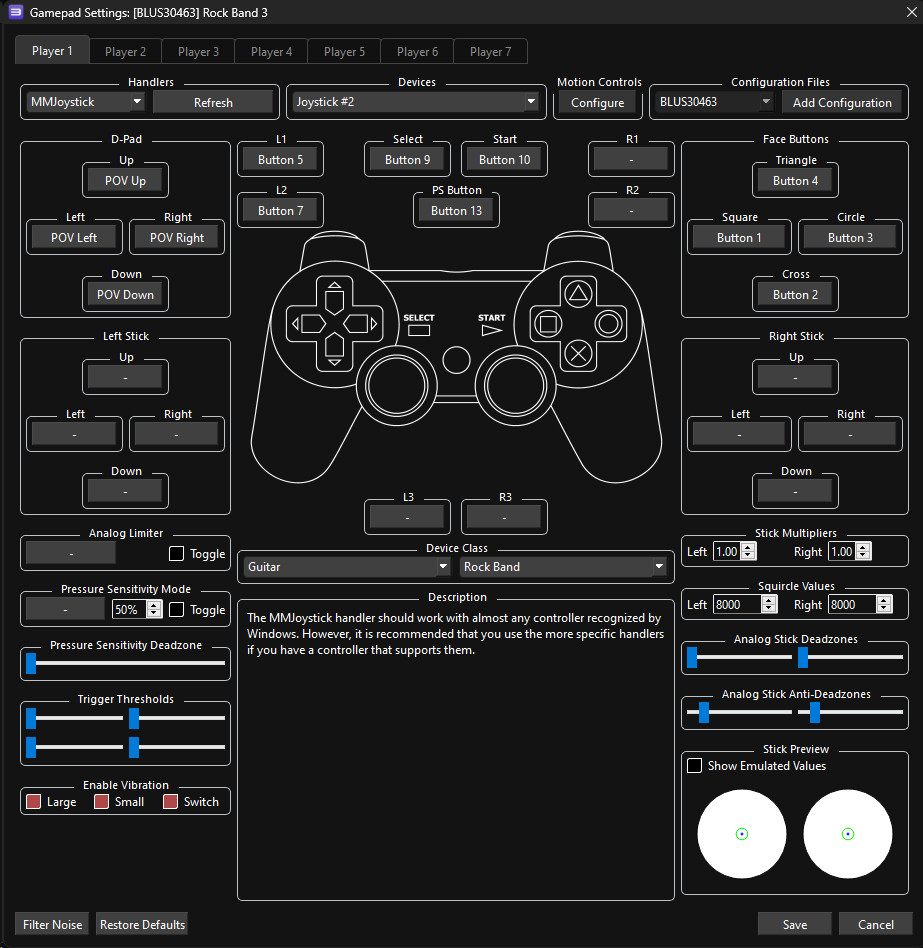 Gamepad Settings: [BLUS30463] Rock Band 3
Player 1 Player 2 Player 3 Player 4 Player 5 Player 6 Player 7
Handlers Devices Motion Controls Configuration Files
MMJoystick Refresh Joystick #2 Configure BLUS30463 Add Configuration
D-Pad L1 Select Start R1 Face Buttons
Up Button 5 Button 9 Button 10 - Triangle
POV Up L2 PS Button R2 Button 4
Button 7 Button 13 -
Left Right Square Circle
POV Left POV Right Button 1 Button 3
Down Cross
POV Down Button 2
SELECT START
Left Stick Right Stick
Up Up
- -
Left Right Left Right
- - - -
Down Down
- -
L3 R3
- -
Analog Limiter Stick Multipliers
- Toggle Left 1.00 Right 1.00
Device Class
Guitar Rock Band
Pressure Sensitivity Mode Squircle Values
- 50% Toggle Left 8000 Right 8000
Description
The MMJoystick handler should work with almost any controller recognized by
Windows. However, it is recommended that you use the more specific handlers
if you have a controller that supports them.
Pressure Sensitivity Deadzone Analog Stick Deadzones
Trigger Thresholds Analog Stick Anti-Deadzones
Stick Preview
Show Emulated Values
Enable Vibration
Large Small Switch
Filter Noise Restore Defaults Save Cancel